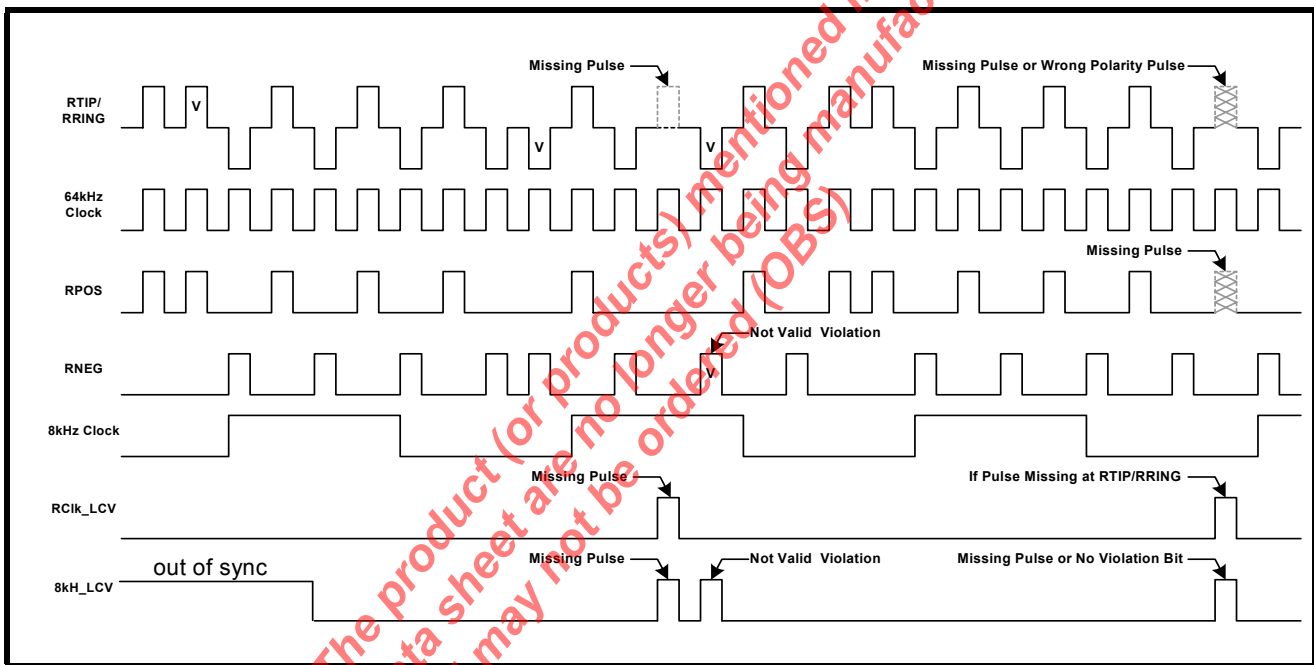 Missing Pulse
Missing Pulse or Wrong Polarity Pulse
RTIP/
RRING
V
V
V
64kHz
Clock
Missing Pulse
RPOS
Not Valid Violation
RNEG
V
8kHz Clock
Missing Pulse
If Pulse Missing at RTIP/RRING
RClk_LCV
out of sync
Missing Pulse
Not Valid Violation
Missing Pulse or No Violation Bit
8kH_LCV
The product (or products) mentioned
ta sheet are no longer being manufac
may not be ordered (OBS)